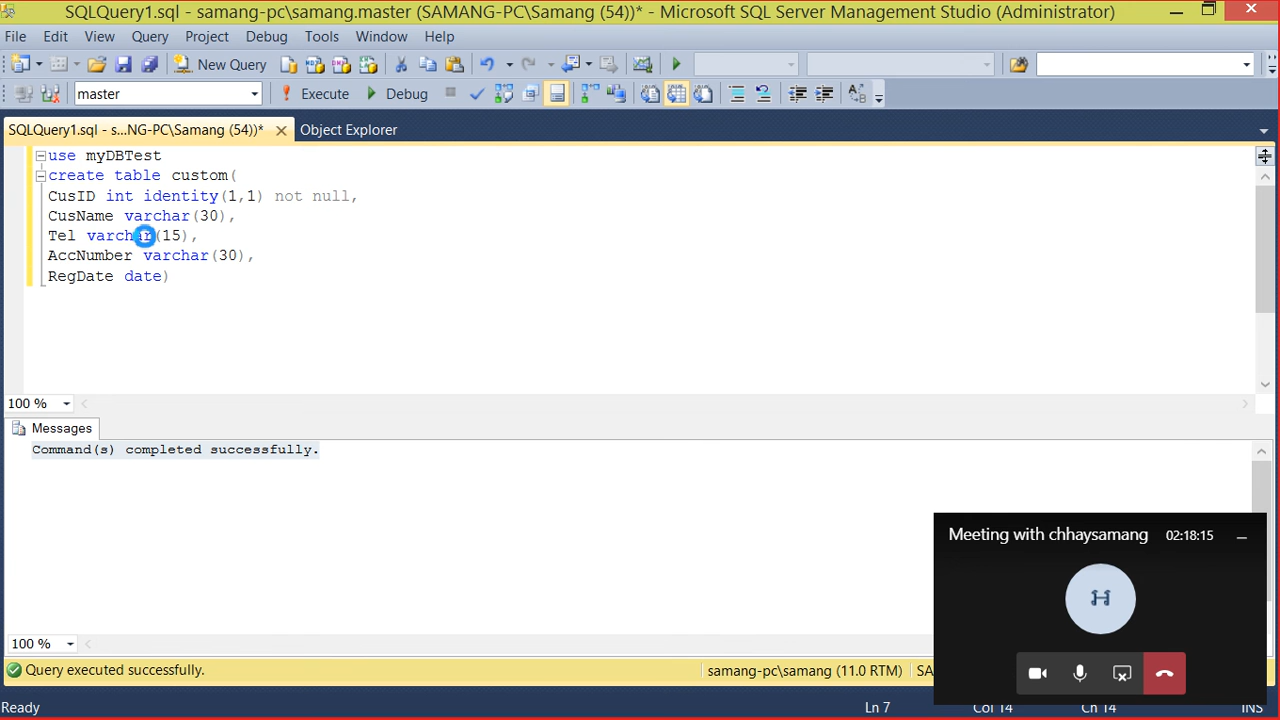 SQLQuery1.sql - samang-pc\samang.master (SAMANG-PC\Samang (54))* - Microsoft SQL Server Management Studio (Administrator)
File Edit View Query Project Debug Tools Window Help
New Query
master Execute Debug
SQLQuery1.sql - s...NG-PC\Samang (54))* Object Explorer
use myDBTest
create table custom(
CusID int identity(1,1) not null,
CusName varchar(30),
Tel varchar(15),
AccNumber varchar(30),
RegDate date)
100 %
Messages
Command(s) completed successfully.
Meeting with chhaysamang 02:18:15
H
100 %
Query executed successfully. samang-pc\samang (11.0 RTM) SA
Ready Ln 7 Col 14 Ch 14 INS